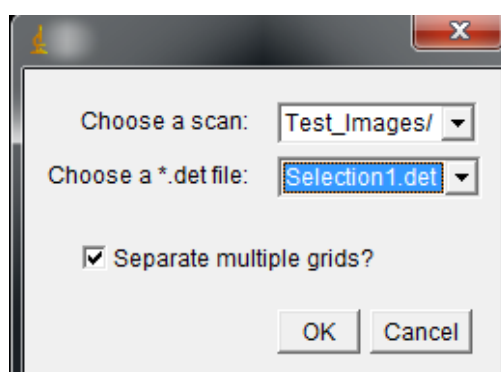 Choose a scan: Test_Images/
Choose a *.det file: Selection1.det
Separate multiple grids?
OK Cancel